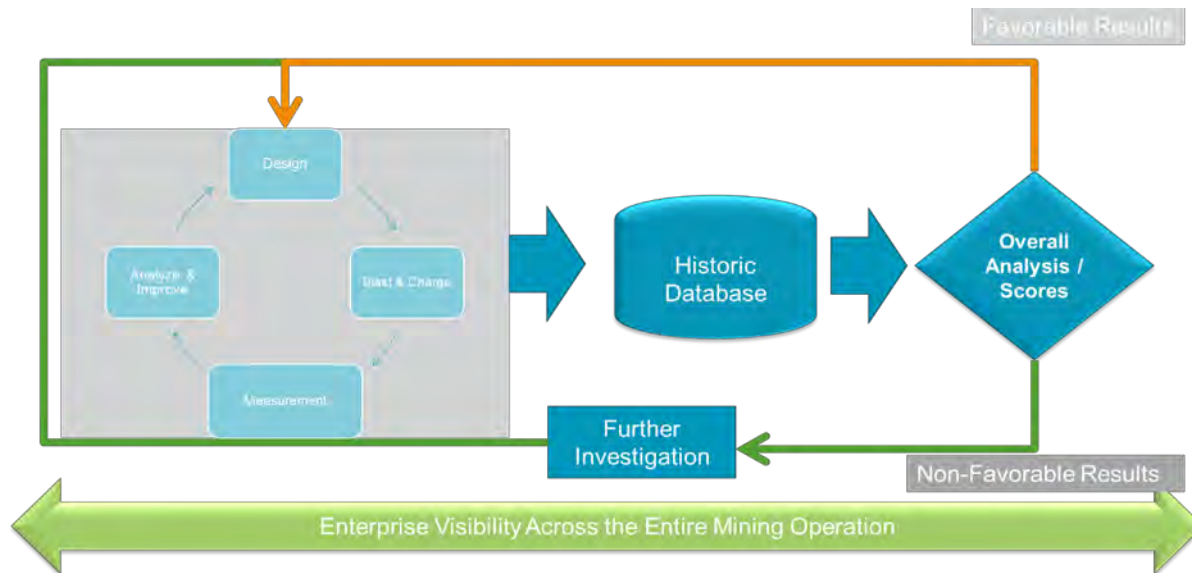 Favorable Results
Design
Analyze &
Improve
Blast & Charge
Historic
Database
Overall
Analysis /
Scores
Measurement
Further
Investigation
Non-Favorable Results
Enterprise Visibility Across the Entire Mining Operation